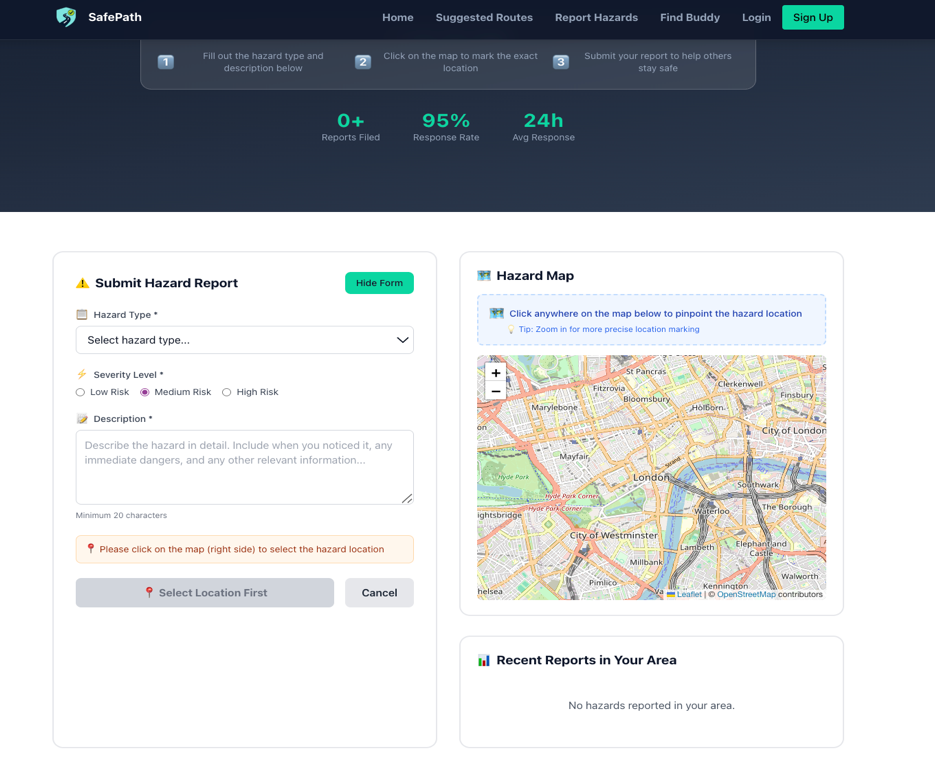 SafePath
Home
Suggested Routes
Report Hazards
Find Buddy
Login
Sign Up
1
Fill out the hazard type and
description below
2
Click on the map to mark the exact
location
3
Submit your report to help others
stay safe
0+
Reports Filed
95%
Response Rate
24h
Avg Response
⚠️ Submit Hazard Report
Hide Form
Hazard Type *
Select hazard type...
Severity Level *
Low Risk
Medium Risk
High Risk
Description *
Describe the hazard in detail. Include when you noticed it, any
immediate dangers, and any other relevant information...
Minimum 20 characters
Please click on the map (right side) to select the hazard location
Select Location First
Cancel
Hazard Map
Click anywhere on the map below to pinpoint the hazard location
Tip: Zoom in for more precise location marking
+
−
St Pancras
Clerkenwell
Fitzrovia
Finsbury
Bloomsbury
Marylebone
Holborn
on
City of London
Mayfair
Strand
London
Hyde Park
Southwark
Hyde Park Corner
The Borough
Hyde Park Corner
Waterloo
ightsbridge
City of Westminster
Lambeth
Elephant and
Castle
Millbank
Walworth
Pimlico
Kennington
helsea
Leaflet | © OpenStreetMap contributors
Recent Reports in Your Area
No hazards reported in your area.